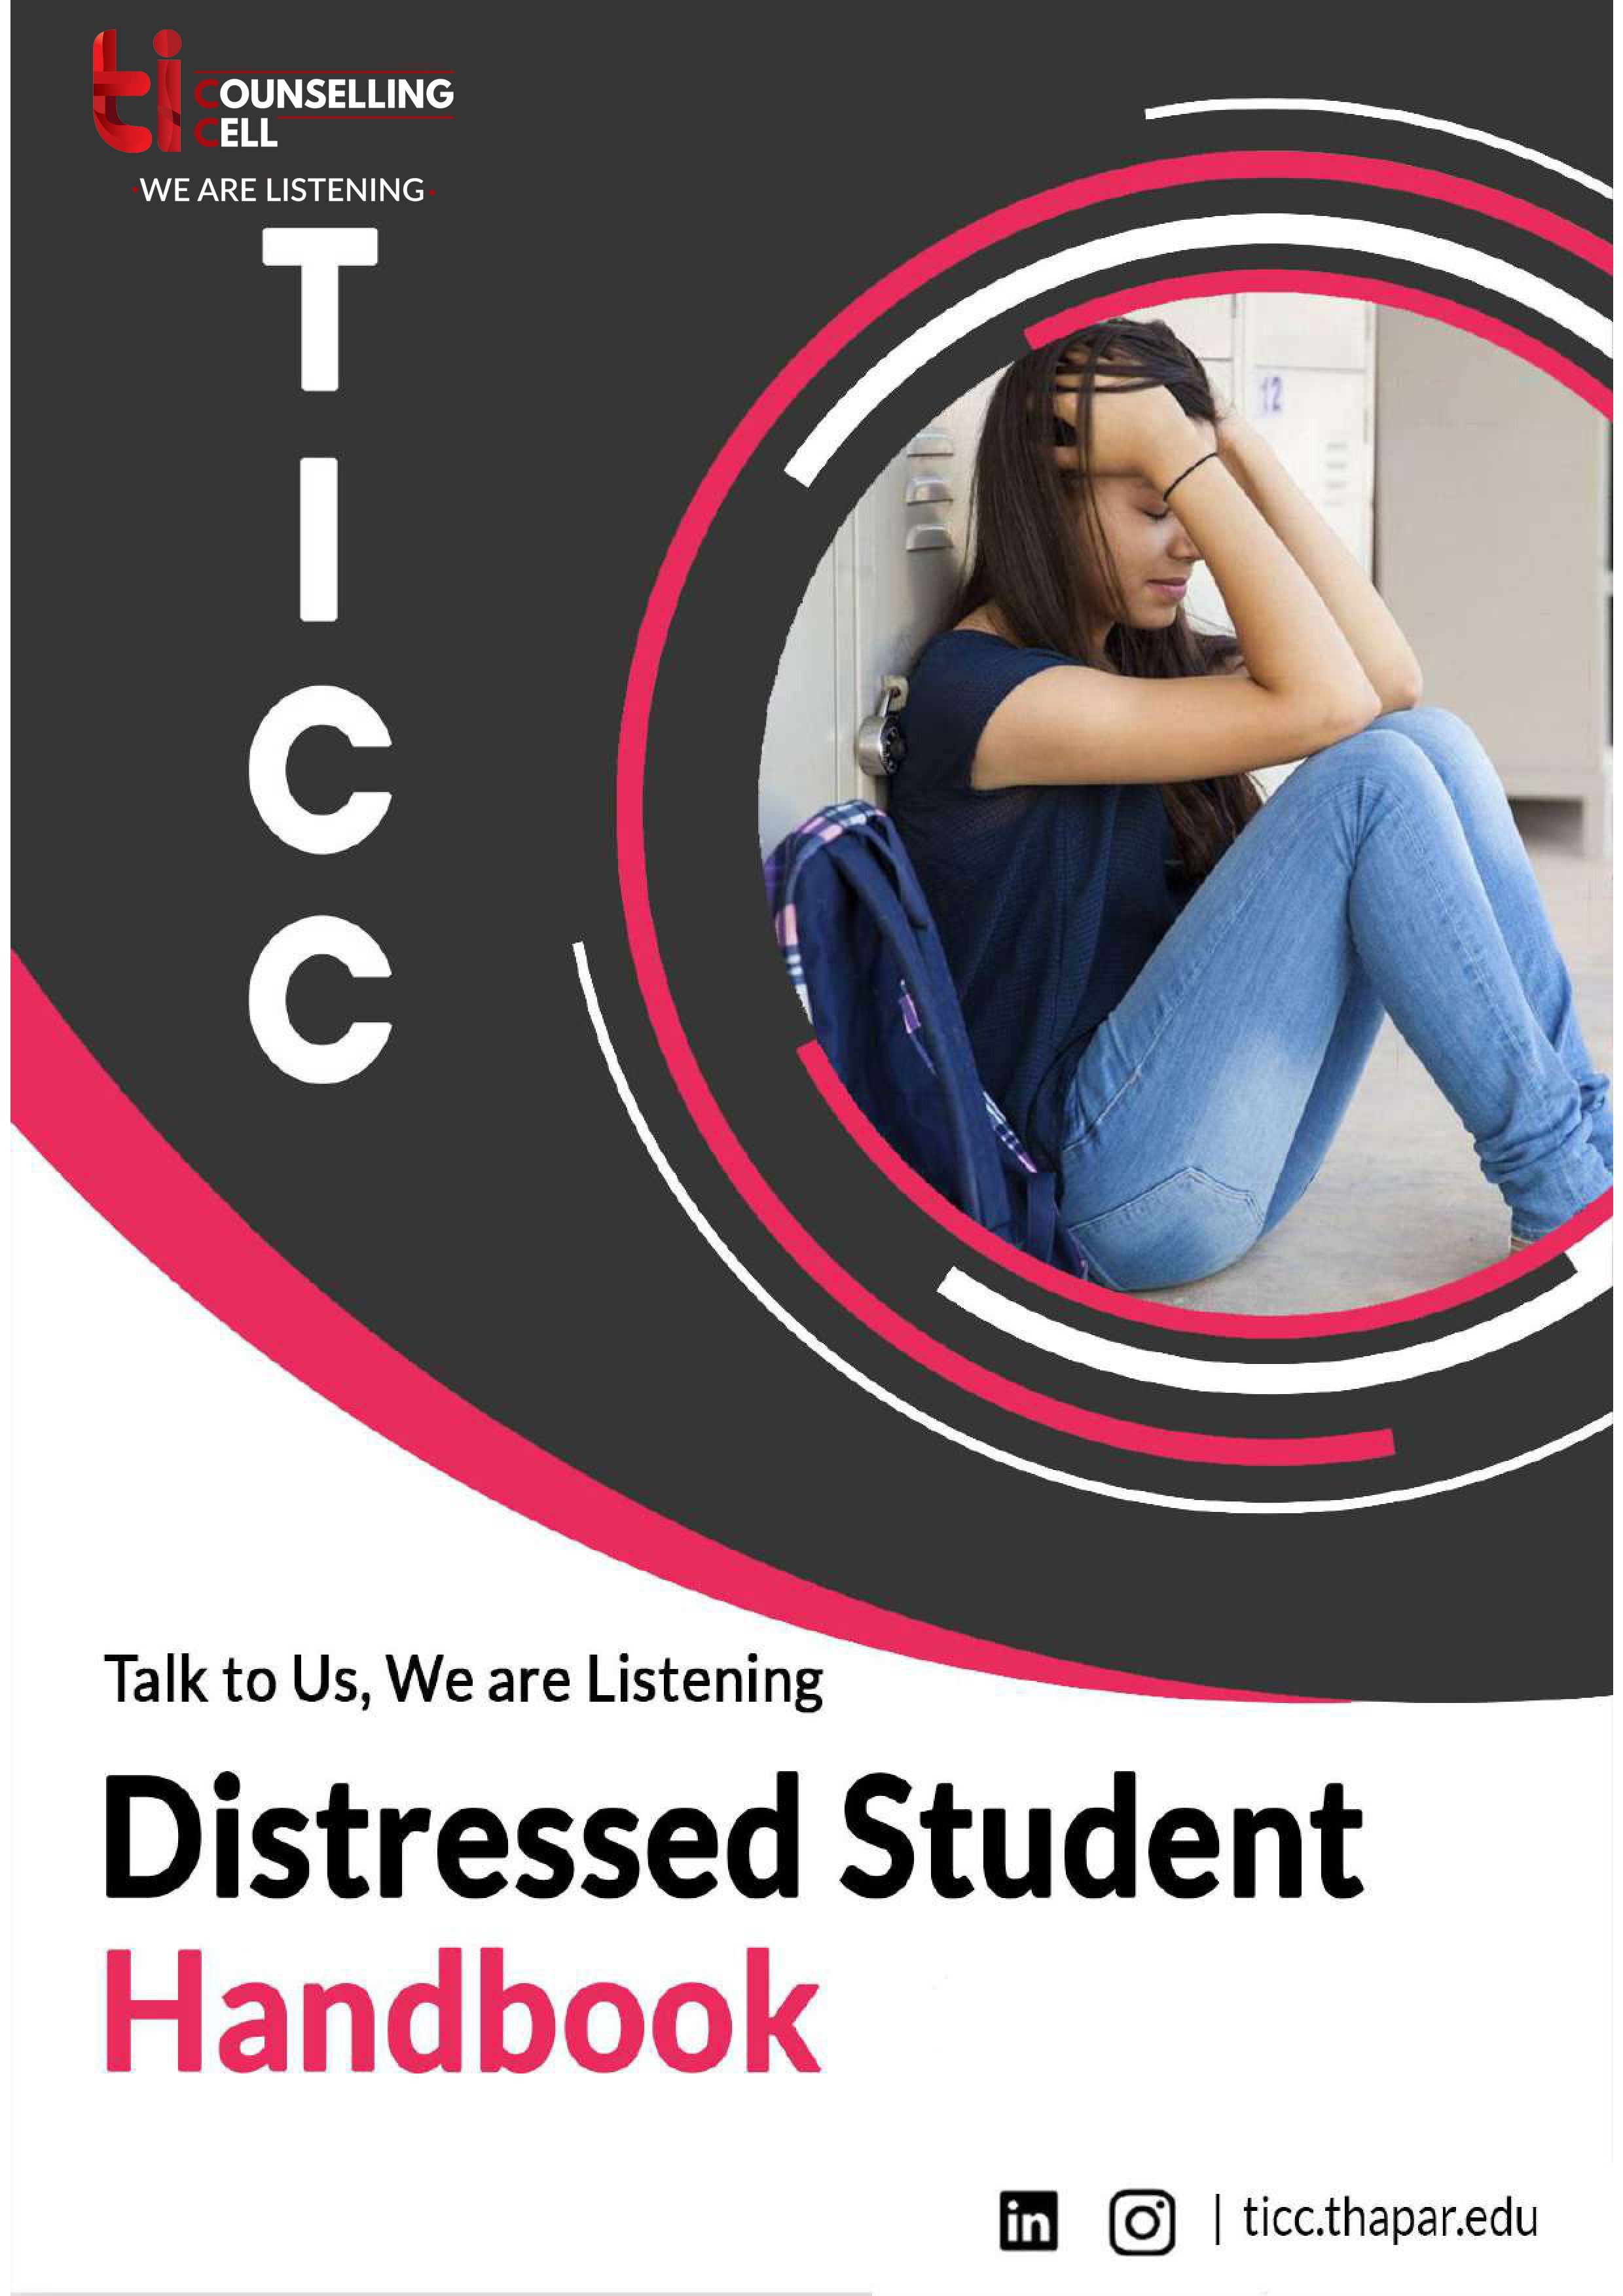 ti
COUNSELLING
CELL
·WE ARE LISTENING·
T
I
C
C
12
Talk to Us, We are Listening
Distressed Student
Handbook
in
| ticc.thapar.edu